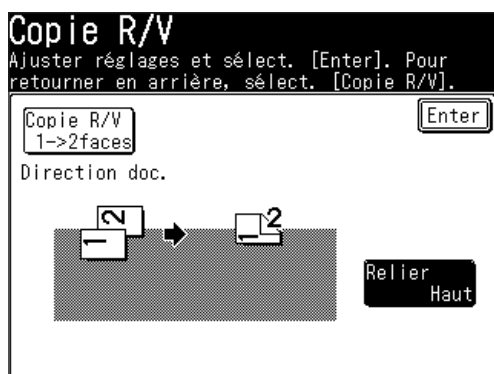 Copie R/V
Ajuster réglages et sélect. [Enter]. Pour
retourner en arrière, sélect. [Copie R/V].
Copie R/V
1->2faces
Enter
Direction doc.
1 2 1 2
Relier
Haut